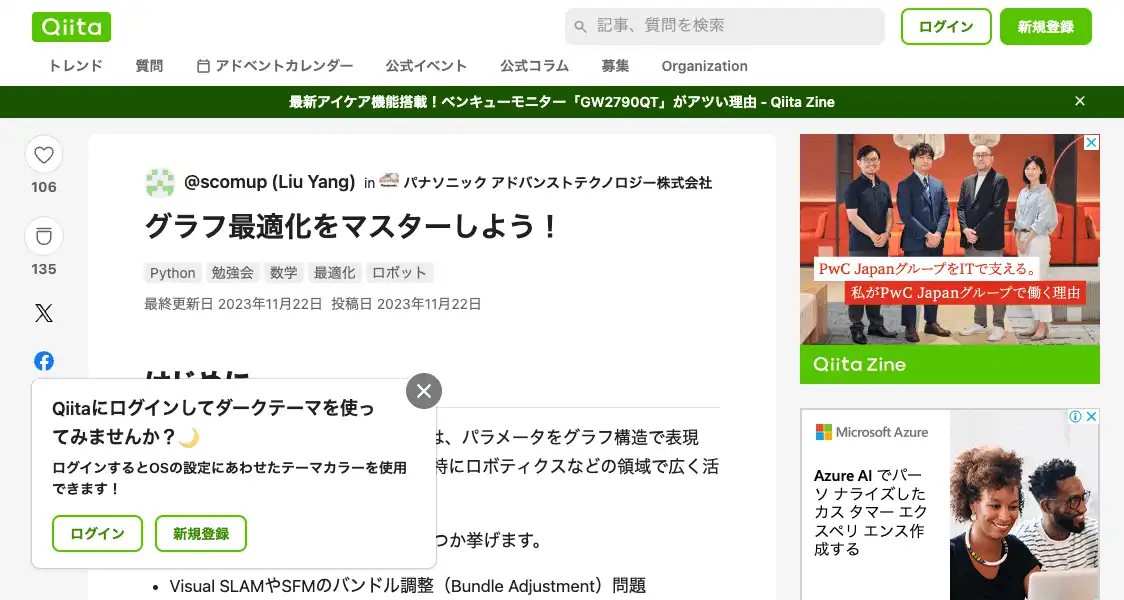 Qiita
記事、質問を検索
ログイン
新規登録
トレンド
質問
アドベントカレンダー
公式イベント
公式コラム
募集
Organization
最新アイケア機能搭載！ベンキューモニター「GW2790QT」がアツい理由 - Qiita Zine
106
135
@scomup (Liu Yang) in パナソニック アドバンストテクノロジー株式会社
グラフ最適化をマスターしよう！
Python 勉強会 数学 最適化 ロボット
最終更新日 2023年11月22日 投稿日 2023年11月22日
はじめに
は、パラメータをグラフ構造で表現
特にロボティクスなどの領域で広く活
つか挙げます。
• Visual SLAMやSFMのバンドル調整（Bundle Adjustment）問題
Qiitaにログインしてダークテーマを使っ
てみませんか？🌙
ログインするとOSの設定にあわせたテーマカラーを使用
できます！
ログイン
新規登録
PwC JapanグループをITで支える。
私がPwC Japanグループで働く理由
Qiita Zine
Microsoft Azure
Azure AI でパー
ソ ナライズした
カス タマー エク
スペリ エンス作
成する